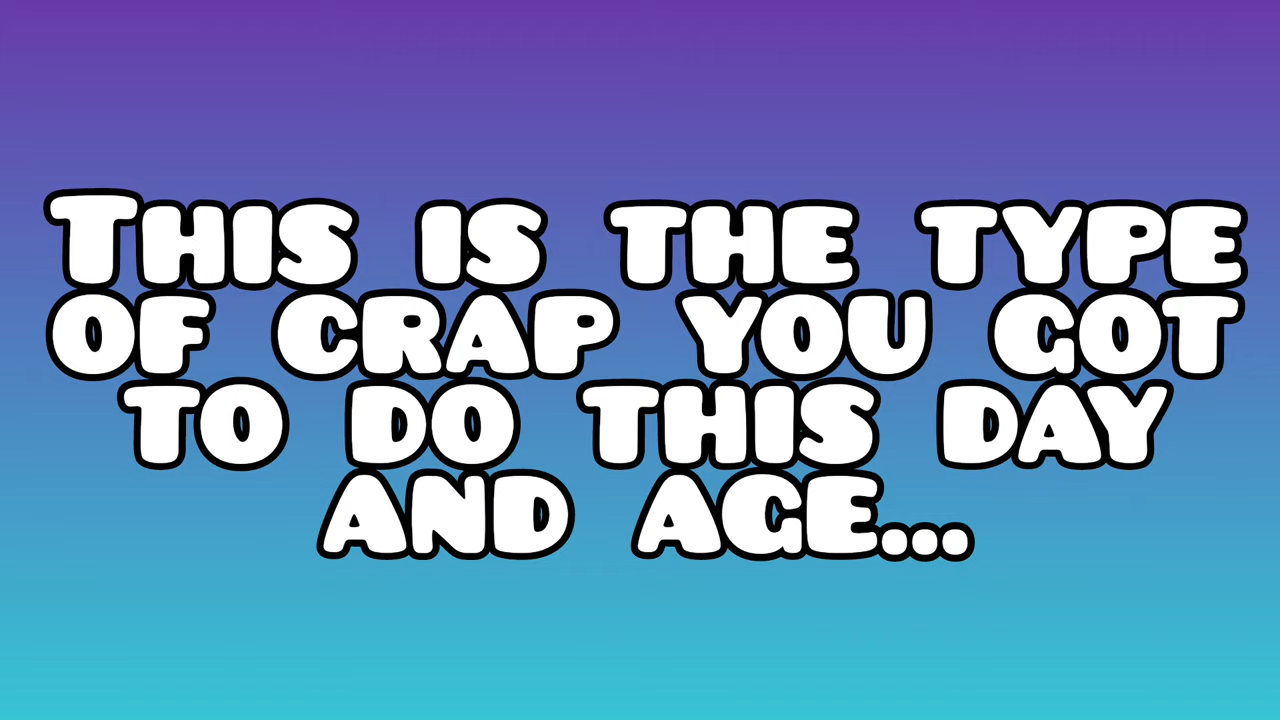 This is the type
of crap you got
to do this day
and age...